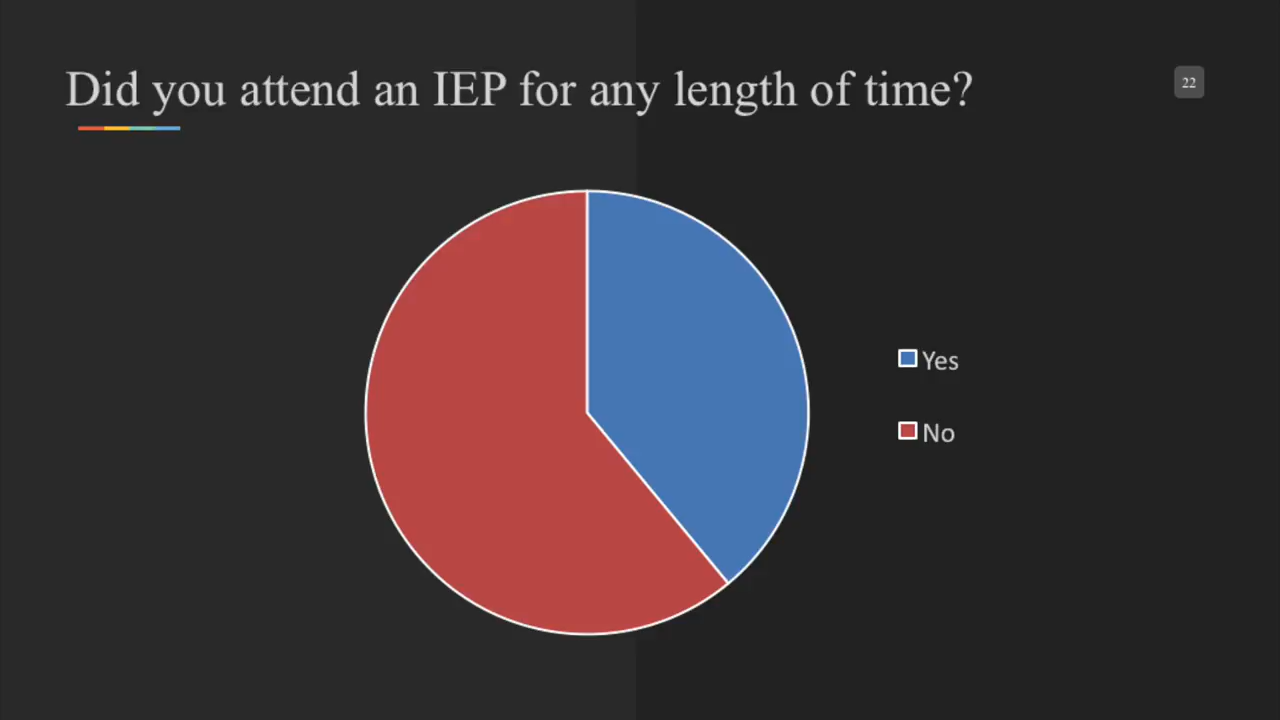 Did you attend an IEP for any length of time?
22
Yes
No